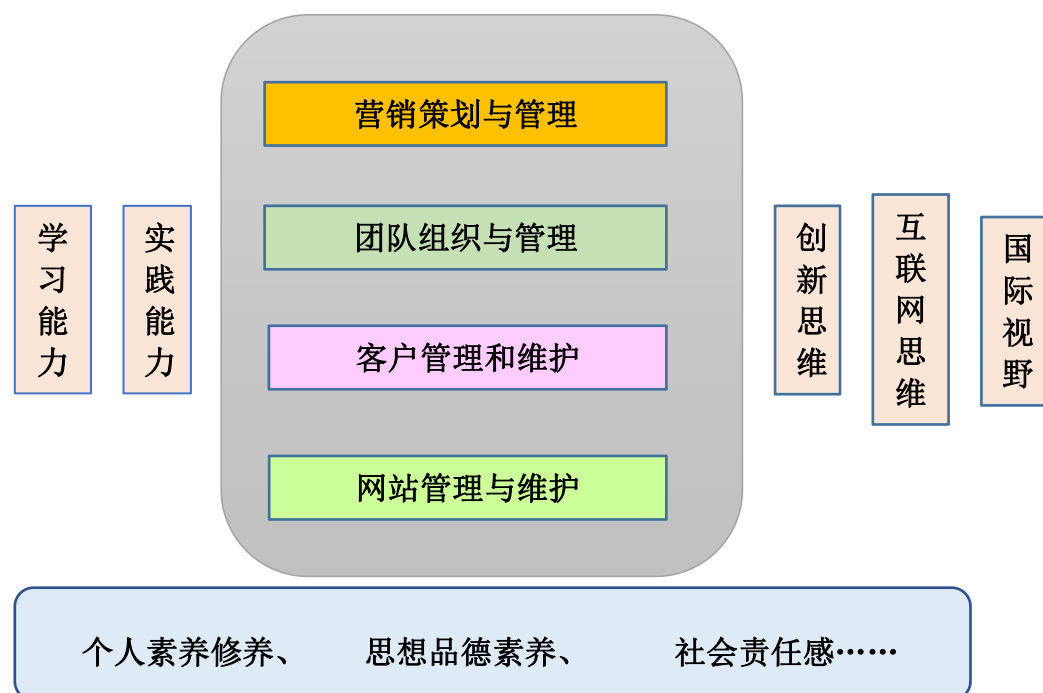 营销策划与管理
团队组织与管理
客户管理和维护
网站管理与维护
学习能力
实践能力
创新思维
互联网思维
国际视野
个人素养修养、 思想品德素养、 社会责任感……